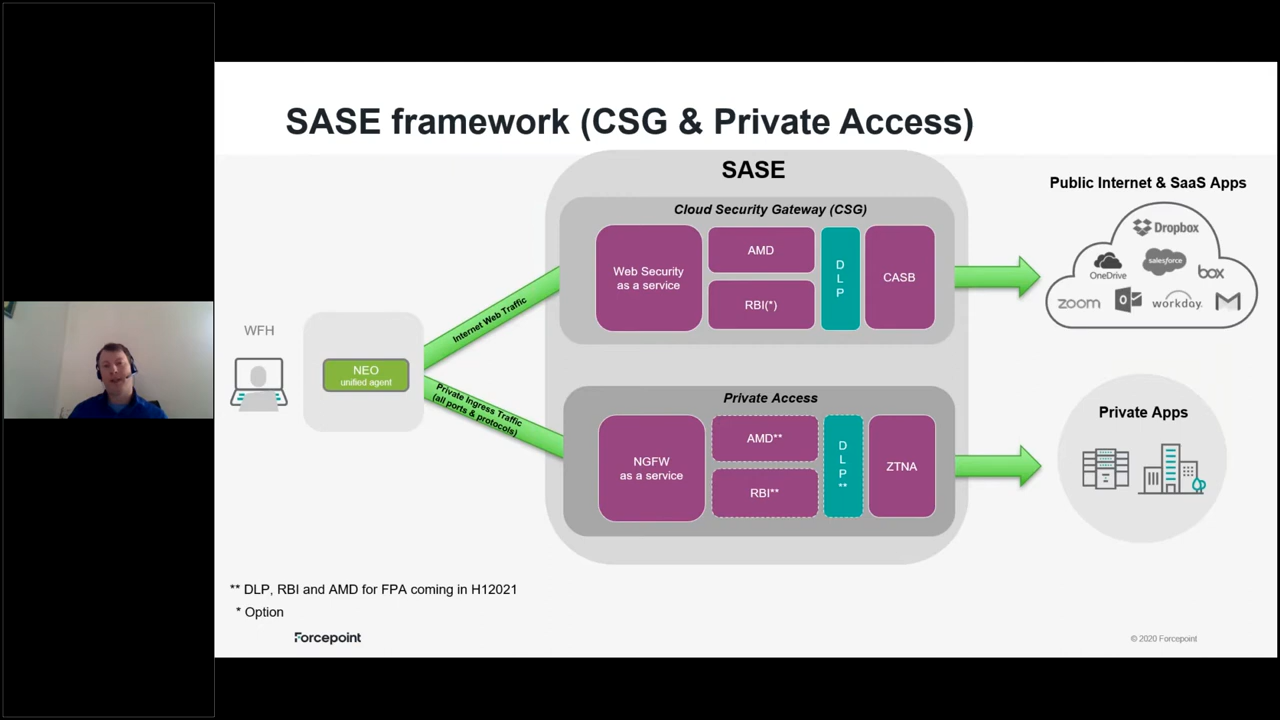 SASE framework (CSG & Private Access)
SASE
Cloud Security Gateway (CSG)
Web Security
as a service
AMD
RBI(*)
D
L
P
CASB
Public Internet & SaaS Apps
Dropbox
OneDrive
salesforce
box
zoom
workday.
WFH
NEO
unified agent
Internet Web Traffic
Private Ingress Traffic
(all ports & protocols)
Private Access
NGFW
as a service
AMD**
RBI**
D
L
P
**
ZTNA
Private Apps
** DLP, RBI and AMD for FPA coming in H12021
* Option
Forcepoint
© 2020 Forcepoint